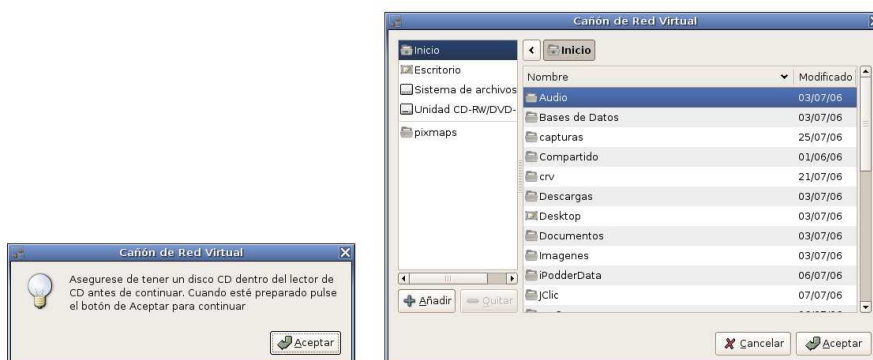 Cañón de Red Virtual
Asegurese de tener un disco CD dentro del lector de
CD antes de continuar. Cuando esté preparado pulse
el botón de Aceptar para continuar
Aceptar
Cañón de Red Virtual
Inicio
Escritorio
Sistema de archivos
Unidad CD-RW/DVD-
pixmaps
Añadir
Quitar
Inicio
Nombre Modificado
Audio 03/07/06
Bases de Datos 03/07/06
capturas 25/07/06
Compartido 01/06/06
crv 21/07/06
Descargas 03/07/06
Desktop 03/07/06
Documentos 03/07/06
Imagenes 03/07/06
iPodderData 06/07/06
JClic 07/07/06
Cancelar Aceptar